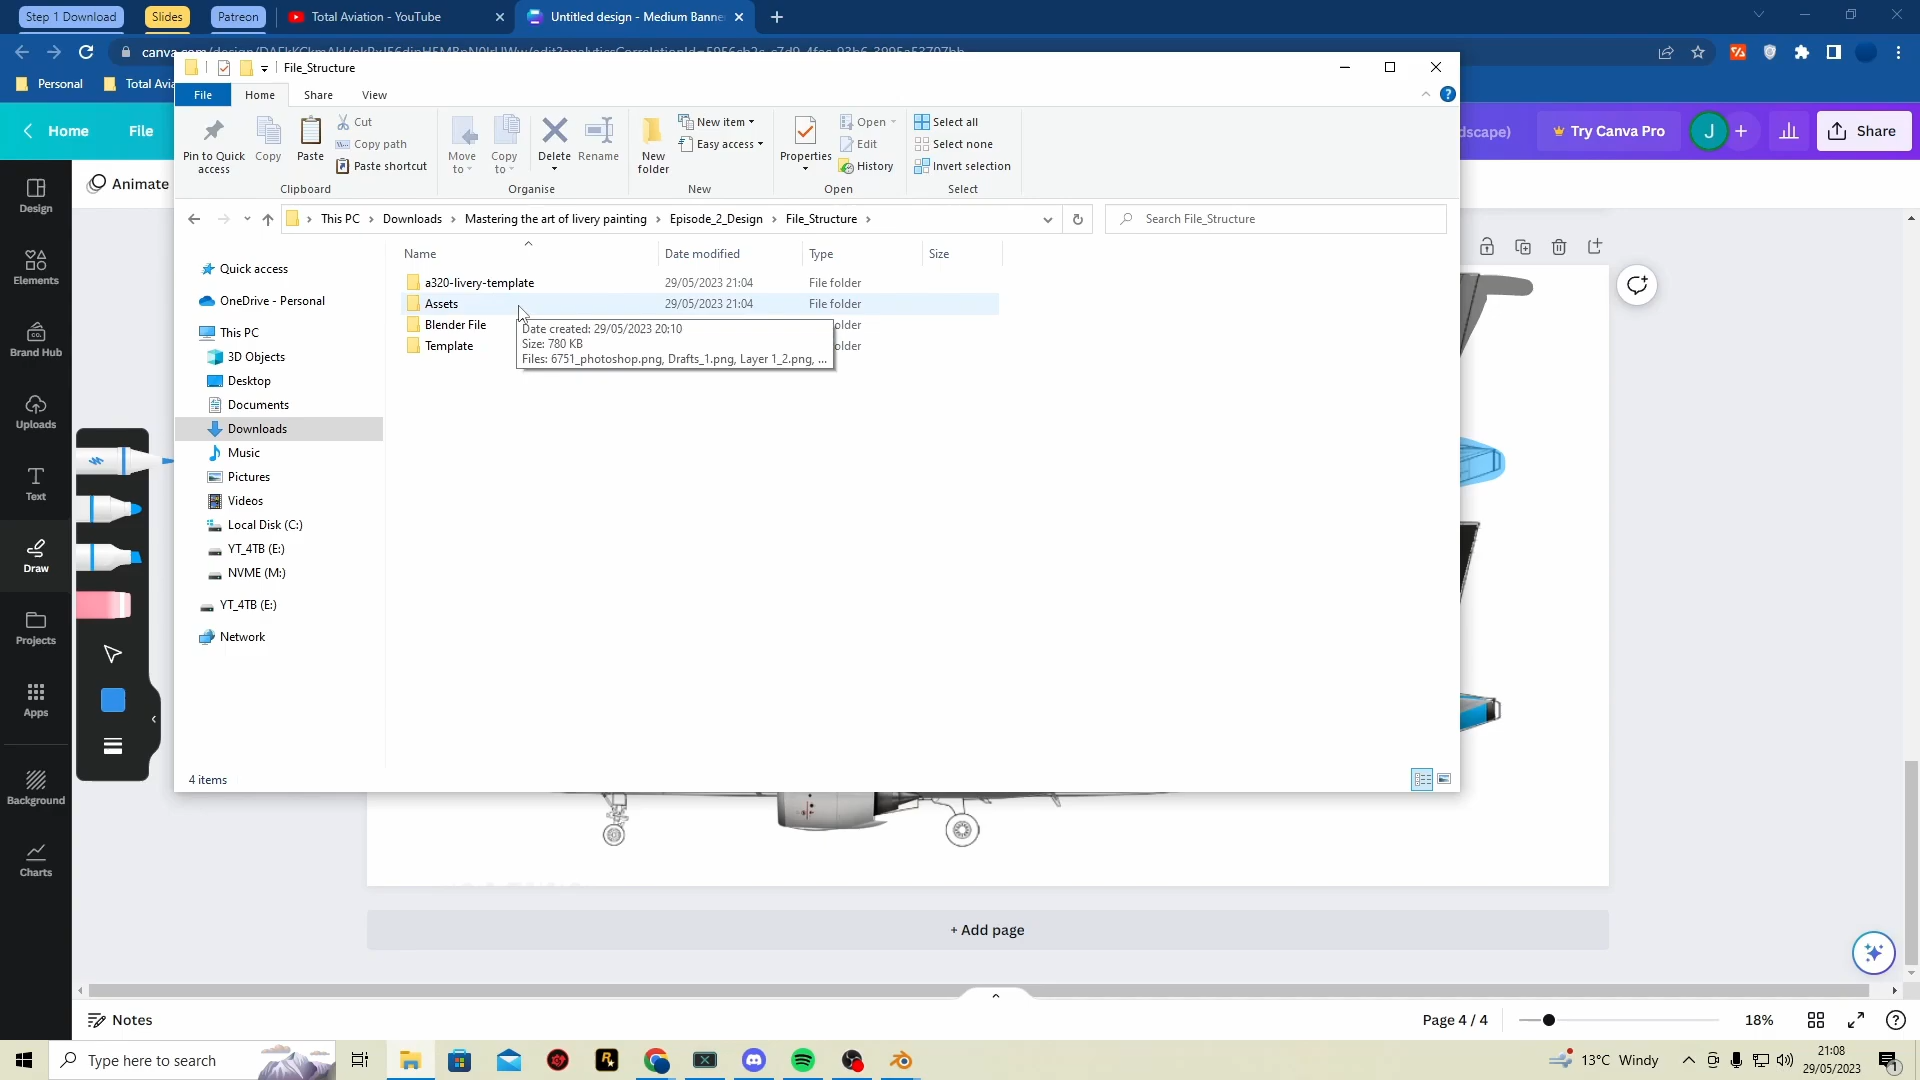 Step 1 Download
Slides
Patreon
Total Aviation - YouTube
Untitled design - Medium Banne
Personal
Total Avia
File_Structure
File
Home
Share
View
Pin to Quick access
Copy
Paste
Cut
Copy path
Paste shortcut
Clipboard
Move to
Copy to
Delete
Rename
Organise
New folder
New item
Easy access
New
Properties
Open
Edit
History
Open
Select all
Select none
Invert selection
Select
Home
File
dscape)
Try Canva Pro
J
Share
Animate
This PC > Downloads > Mastering the art of livery painting > Episode_2_Design > File_Structure >
Search File_Structure
Name
Date modified
Type
Size
a320-livery-template 29/05/2023 21:04 File folder
Assets 29/05/2023 21:04 File folder
Blender File older
Template older
Date created: 29/05/2023 20:10
Size: 780 KB
Files: 6751_photoshop.png, Drafts_1.png, Layer 1_2.png, ...
Quick access
OneDrive - Personal
This PC
3D Objects
Desktop
Documents
Downloads
Music
Pictures
Videos
Local Disk (C:)
YT_4TB (E:)
NVME (M:)
YT_4TB (E:)
Network
4 items
Design
Elements
Brand Hub
Uploads
Text
Draw
Projects
Apps
Background
Charts
+ Add page
Notes
Page 4 / 4
18%
Type here to search
13°C Windy
21:08
29/05/2023
1